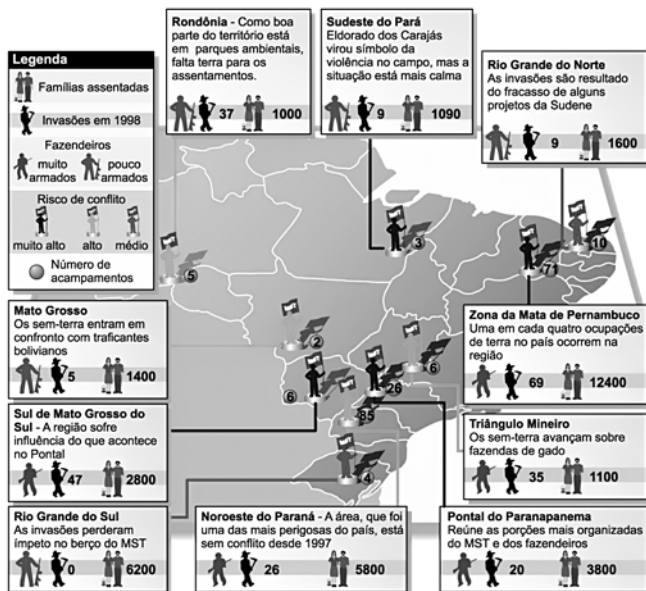 Legenda
Famílias assentadas
Invasões em 1998
Fazendeiros
muito armados
pouco armados
Risco de conflito
muito alto
alto
médio
Número de
acampamentos
Rondônia - Como boa
parte do território está
em parques ambientais,
falta terra para os
assentamentos.
37 1000
Sudeste do Pará
Eldorado dos Carajás
virou símbolo da
violência no campo, mas a
situação está mais calma
9 1090
Rio Grande do Norte
As invasões são resultado
do fracasso de alguns
projetos da Sudene
9 1600
5
3
10
71
2
6
6
26
85
4
Mato Grosso
Os sem-terra entram em
confronto com traficantes
bolivianos
5 1400
Zona da Mata de Pernambuco
Uma em cada quatro ocupações
de terra no país ocorrem na
região
69 12400
Sul de Mato Grosso do
Sul - A região sofre
influência do que acontece
no Pontal
47 2800
Triângulo Mineiro
Os sem-terra avançam sobre
fazendas de gado
35 1100
Rio Grande do Sul
As invasões perderam
ímpeto no berço do MST
0 6200
Noroeste do Paraná - A área, que foi
uma das mais perigosas do país, está
sem conflito desde 1997
26 5800
Pontal do Paranapanema
Reúne as porções mais organizadas
do MST e dos fazendeiros
20 3800